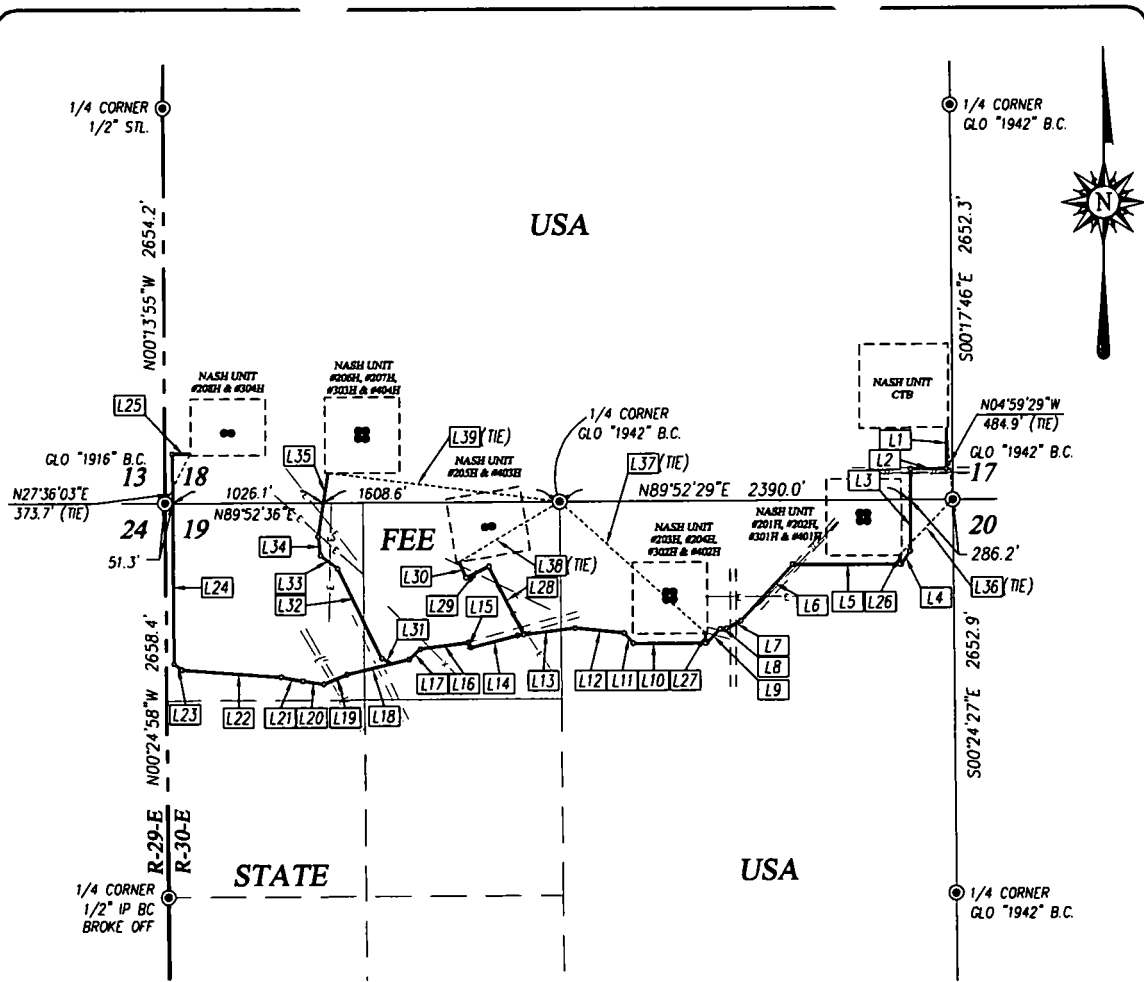 1/4 CORNER
1/2" STL.
1/4 CORNER
GLO "1942" B.C.
N
N00°13'55"W 2654.2'
USA
S00°17'46"E 2652.3'
NASH UNIT
#208H & #304H
NASH UNIT
#206H, #207H,
#303H & #404H
NASH UNIT
CTB
L25
1/4 CORNER
GLO "1942" B.C.
N04°59'29"W
484.9' (TIE)
L1
L2
L3
GLO "1916" B.C.
GLO "1942" B.C.
13
18
17
L35
L39 (TIE)
NASH UNIT
#205H & #403H
L37 (TIE)
N27°36'03"E
373.7' (TIE)
1026.1'
1608.6'
N89°52'36"E
N89°52'29"E 2390.0'
24
19
20
51.3'
FEE
NASH UNIT
#201H, #202H,
#301H & #401H
NASH UNIT
#203H, #204H,
#302H & #402H
286.2'
L36 (TIE)
L34
L33
L32
L30
L29
L38 (TIE)
L28
L15
L24
L6
L5
L26
L4
L31
L7
L8
L9
L23
L22
L21
L20
L19
L18
L17
L16
L14
L13
L12
L11
L10
L27
N00°24'58"W 2658.4'
S00°24'27"E 2652.9'
R-29-E
R-30-E
STATE
USA
1/4 CORNER
1/2" IP BC
BROKE OFF
1/4 CORNER
GLO "1942" B.C.